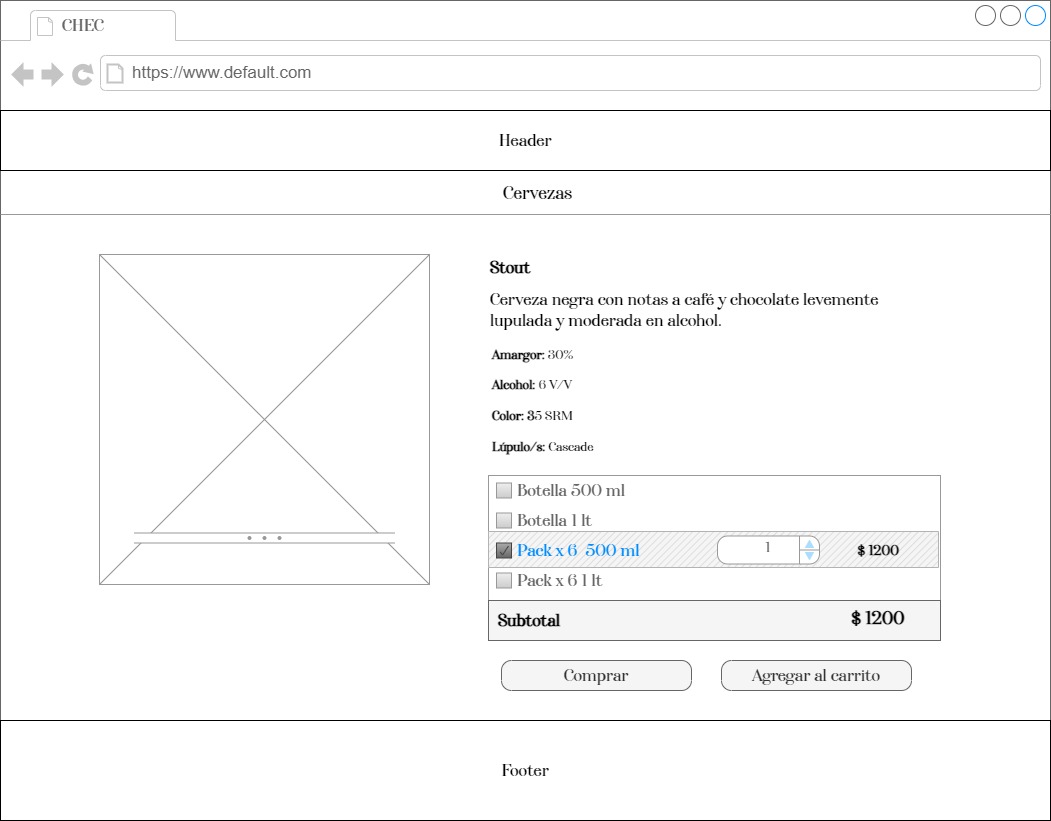 CHEC
https://www.default.com
Header
Cervezas
Stout
Cerveza negra con notas a café y chocolate levemente
lupulada y moderada en alcohol.
Amargor: 30%
Alcohol: 6 V/V
Color: 35 SRM
Lúpulo/s: Cascade
Botella 500 ml
Botella 1 lt
Pack x 6 500 ml 1 $ 1200
Pack x 6 1 lt
Subtotal $ 1200
Comprar Agregar al carrito
Footer